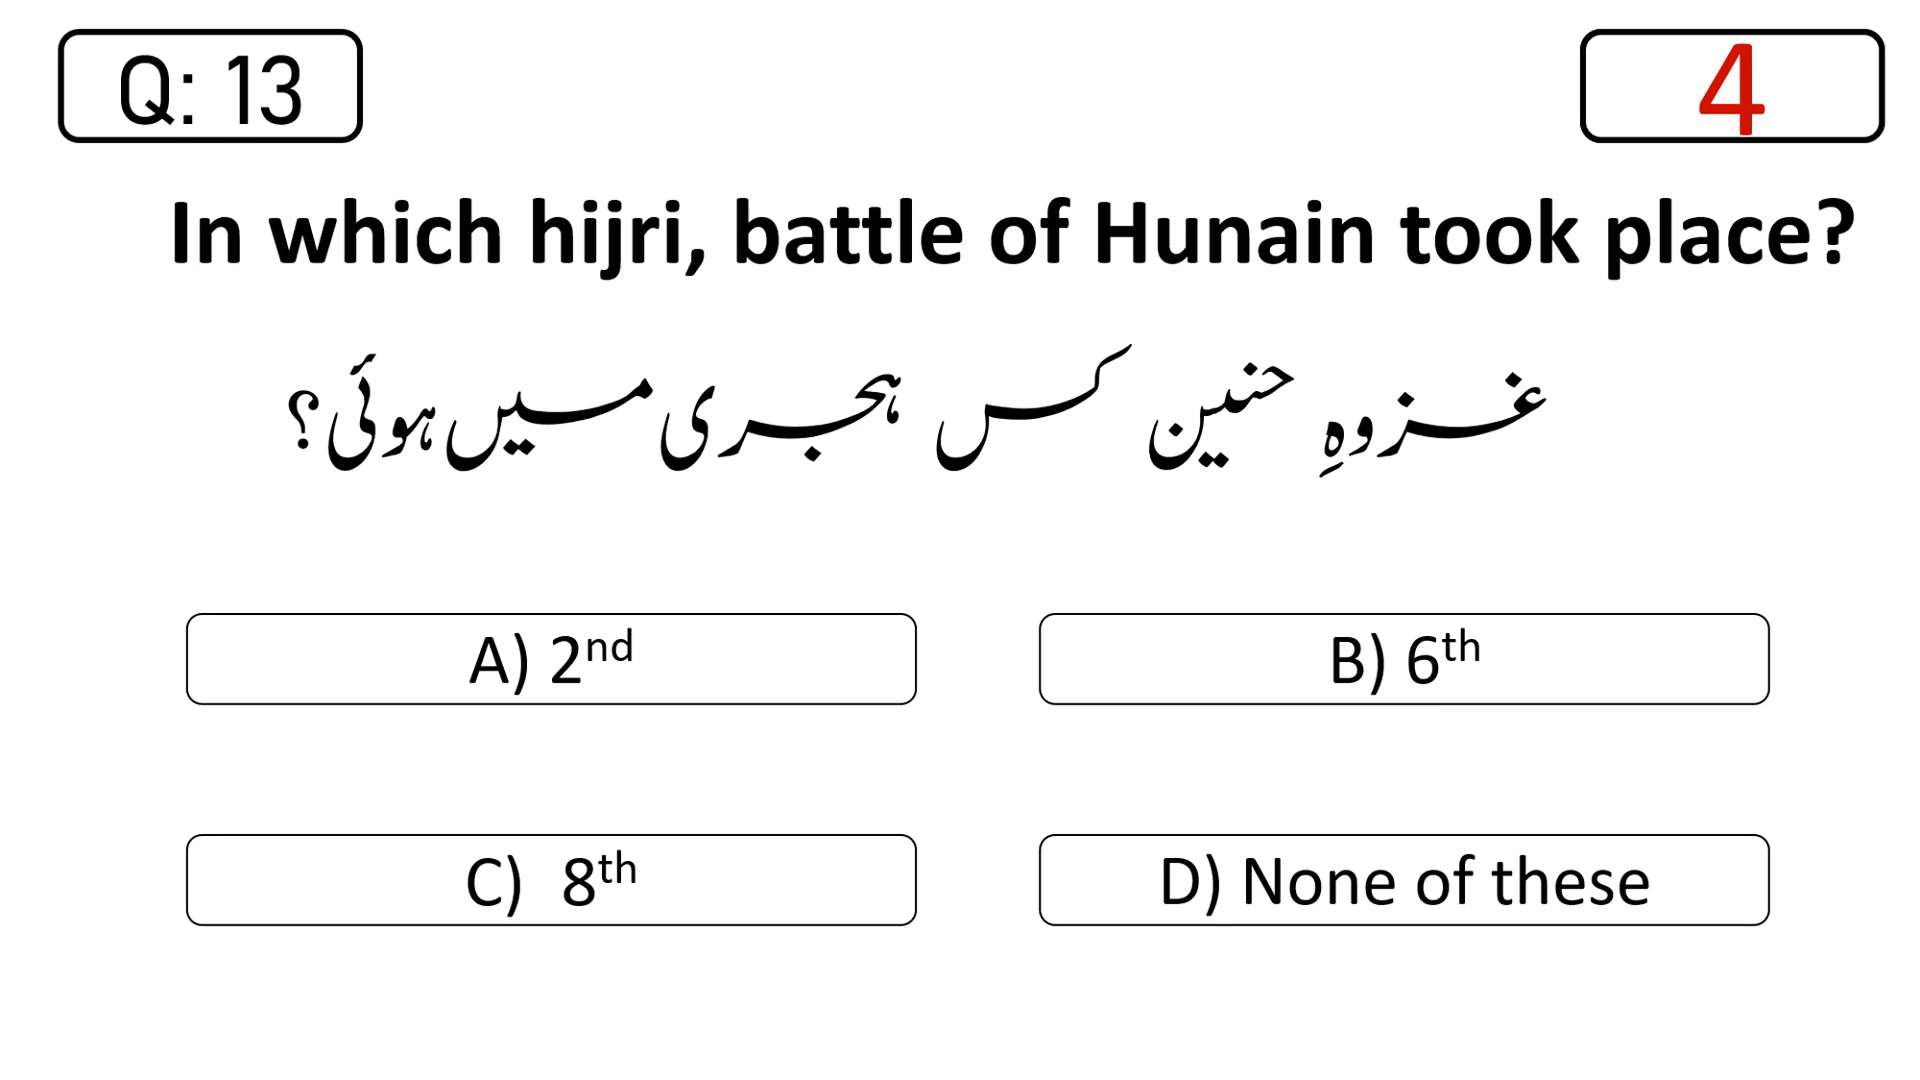 Q: 13
4
In which hijri, battle of Hunain took place?
غزوہِ حنین کس ہجری میں ہوئی؟
A) 2nd
B) 6th
C) 8th
D) None of these